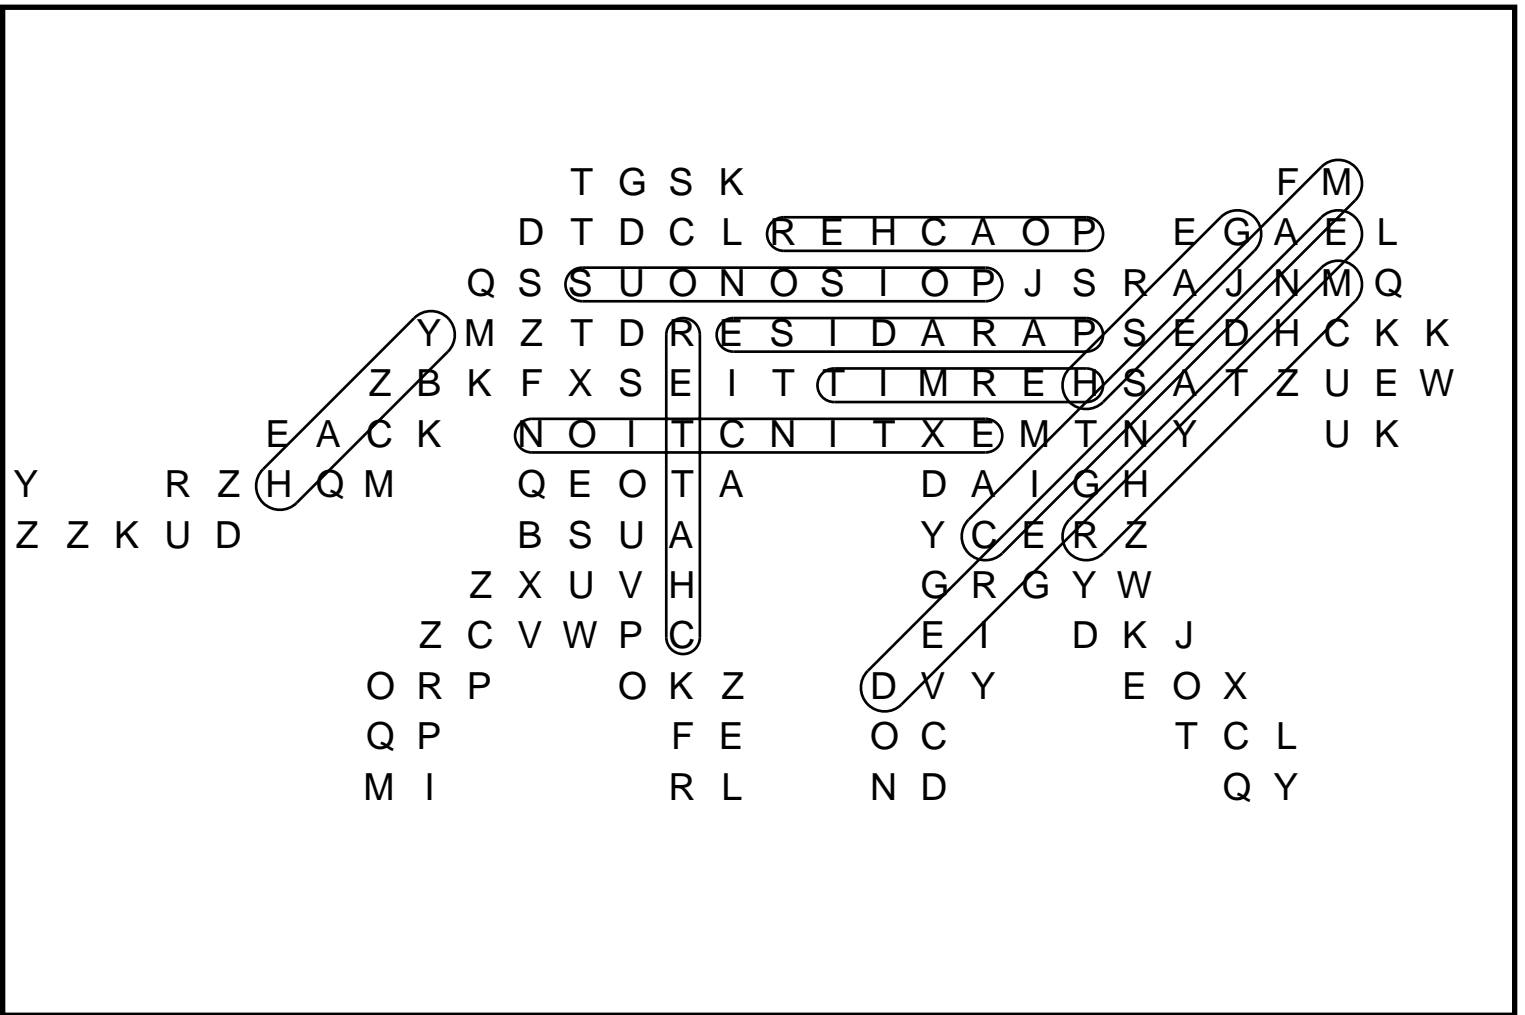 T G S K F M
D T D C L R E H C A O P E G A E L
Q S S U O N O S I O P J S R A J N M Q
Y M Z T D R E S I D A R A P S E D H C K K
Z B K F X S E I T T I M R E H S A T Z U E W
E A C K N O I T C N I T X E M T N Y U K
Y R Z H Q M Q E O T A D A I G H
Z Z K U D B S U A Y C E R Z
Z X U V H G R G Y W
Z C V W P C E I D K J
O R P O K Z D V Y E O X
Q P F E O C T C L
M I R L N D Q Y